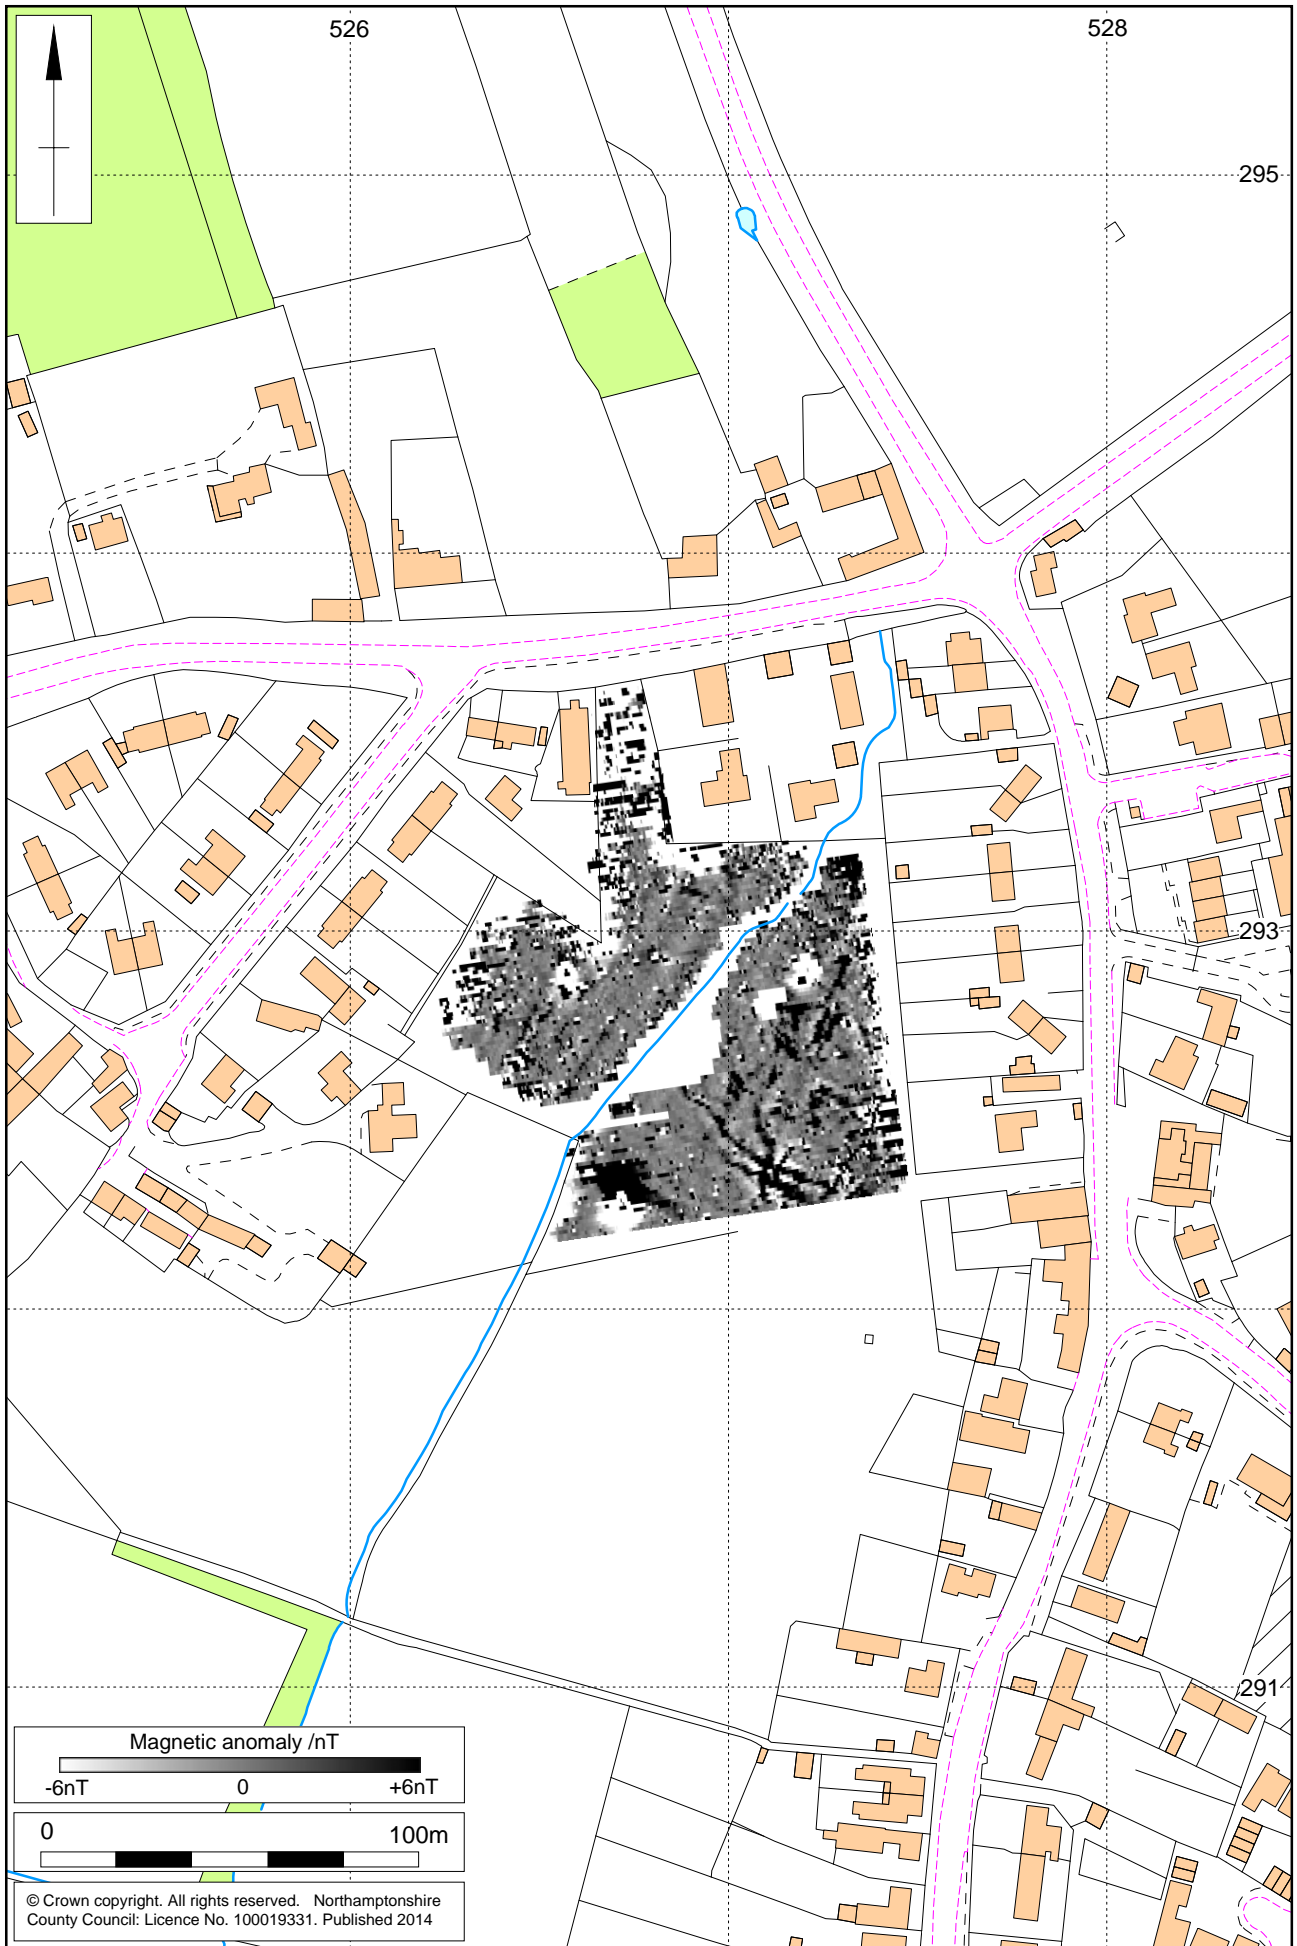 526
528
295
293
291
Magnetic anomaly /nT
-6nT 0 +6nT
0 100m
© Crown copyright. All rights reserved. Northamptonshire
County Council: Licence No. 100019331. Published 2014